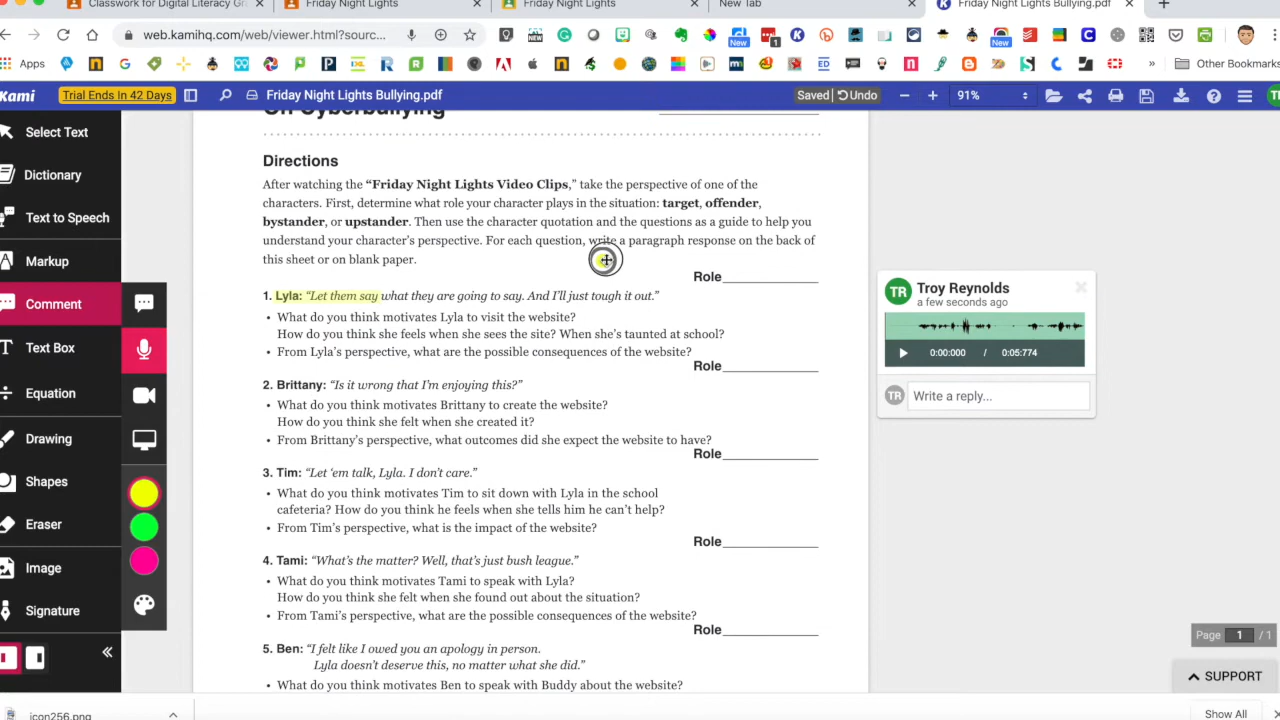 Classwork for Digital Literacy Gr
Friday Night Lights
Friday Night Lights
New Tab
Friday Night Lights Bullying.pdf
web.kamihq.com/web/viewer.html?sourc...
Apps
Other Bookmarks
Kami
Trial Ends In 42 Days
Friday Night Lights Bullying.pdf
Saved
Undo
91%
Select Text
Dictionary
Text to Speech
Markup
Comment
Text Box
Equation
Drawing
Shapes
Eraser
Image
Signature
On Cyberbullying
Directions
After watching the “Friday Night Lights Video Clips,” take the perspective of one of the
characters. First, determine what role your character plays in the situation: target, offender,
bystander, or upstander. Then use the character quotation and the questions as a guide to help you
understand your character’s perspective. For each question, write a paragraph response on the back of
this sheet or on blank paper.
Role
1. Lyla: “Let them say what they are going to say. And I’ll just tough it out.”
• What do you think motivates Lyla to visit the website?
How do you think she feels when she sees the site? When she’s taunted at school?
• From Lyla’s perspective, what are the possible consequences of the website?
Role
2. Brittany: “Is it wrong that I’m enjoying this?”
• What do you think motivates Brittany to create the website?
How do you think she felt when she created it?
• From Brittany’s perspective, what outcomes did she expect the website to have?
Role
3. Tim: “Let ‘em talk, Lyla. I don’t care.”
• What do you think motivates Tim to sit down with Lyla in the school
cafeteria? How do you think he feels when she tells him he can’t help?
• From Tim’s perspective, what is the impact of the website?
Role
4. Tami: “What’s the matter? Well, that’s just bush league.”
• What do you think motivates Tami to speak with Lyla?
How do you think she felt when she found out about the situation?
• From Tami’s perspective, what are the possible consequences of the website?
Role
5. Ben: “I felt like I owed you an apology in person.
Lyla doesn’t deserve this, no matter what she did.”
• What do you think motivates Ben to speak with Buddy about the website?
TR
Troy Reynolds
a few seconds ago
0:00:000 / 0:05:774
TR
Write a reply...
Page 1 / 1
SUPPORT
icon256.png
Show All